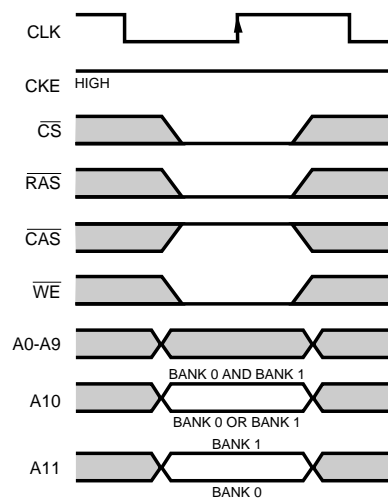 CLK
CKE HIGH
CS
RAS
CAS
WE
A0-A9
BANK 0 AND BANK 1
A10
BANK 0 OR BANK 1
BANK 1
A11
BANK 0